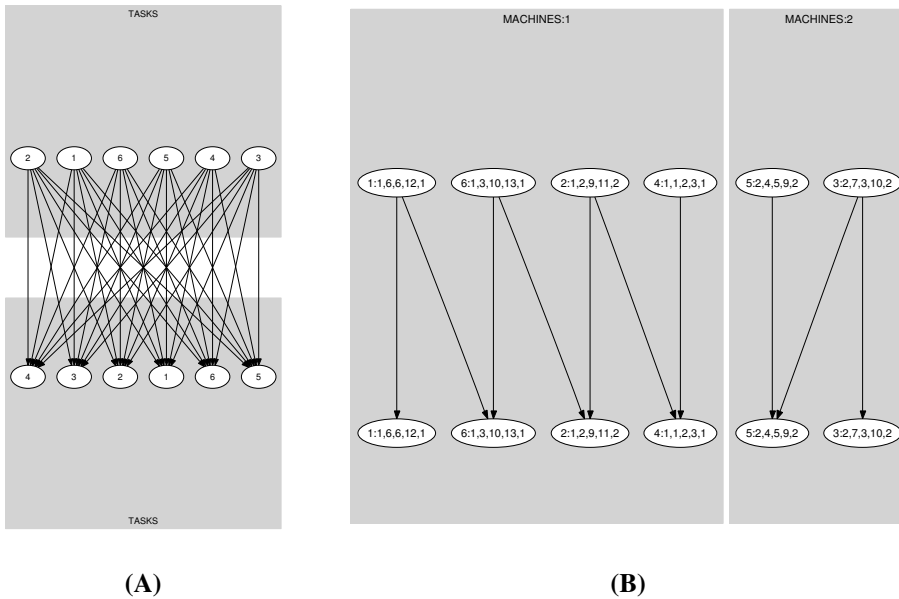 TASKS
2 1 6 5 4 3
4 3 2 1 6 5
TASKS
(A)
MACHINES:1 MACHINES:2
1:1,6,6,12,1 6:1,3,10,13,1 2:1,2,9,11,2 4:1,1,2,3,1 5:2,4,5,9,2 3:2,7,3,10,2
1:1,6,6,12,1 6:1,3,10,13,1 2:1,2,9,11,2 4:1,1,2,3,1 5:2,4,5,9,2 3:2,7,3,10,2
(B)